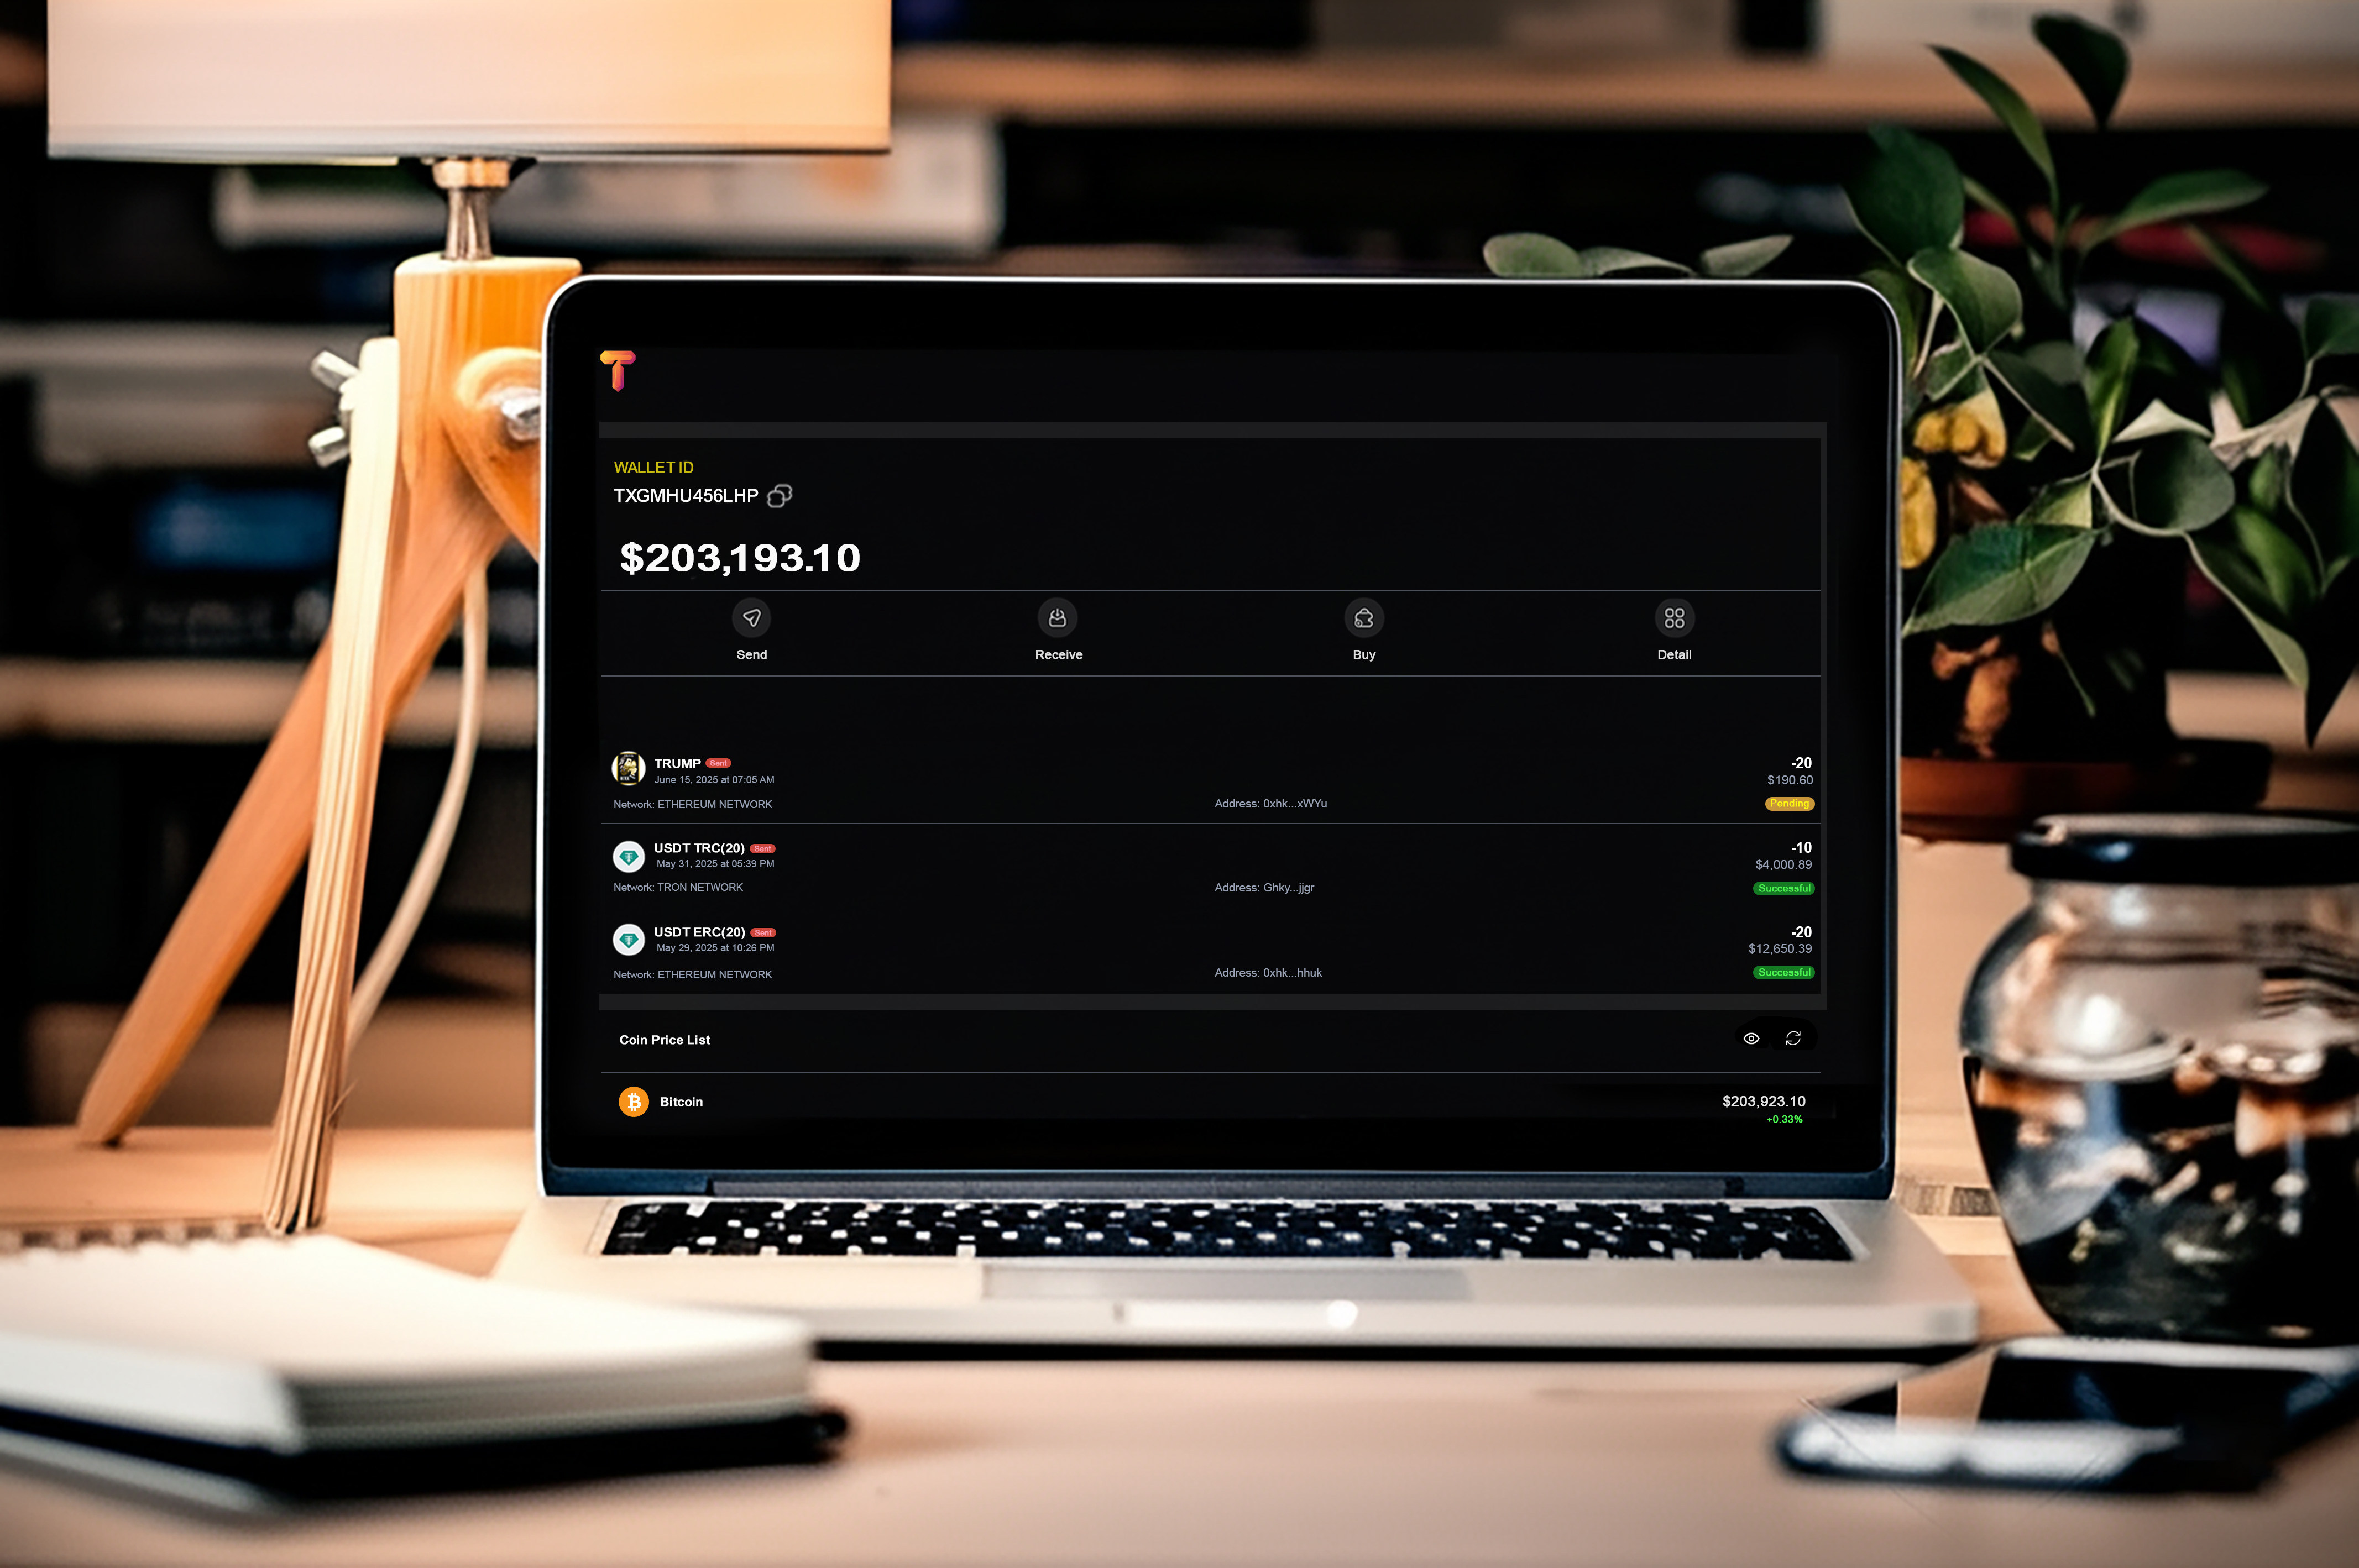 WALLET ID
TXGMHU456LHP
$203,193.10
Send
Receive
Buy
Detail
TRUMP Sent -20
June 15, 2025 at 07:05 AM $190.60
Network: ETHEREUM NETWORK Address: 0xhk...xWYu Pending
USDT TRC(20) Sent -10
May 31, 2025 at 05:39 PM $4,000.89
Network: TRON NETWORK Address: Ghky...jjgr Successful
USDT ERC(20) Sent -20
May 29, 2025 at 10:26 PM $12,650.39
Network: ETHEREUM NETWORK Address: 0xhk...hhuk Successful
Coin Price List
Bitcoin $203,923.10
+0.33%